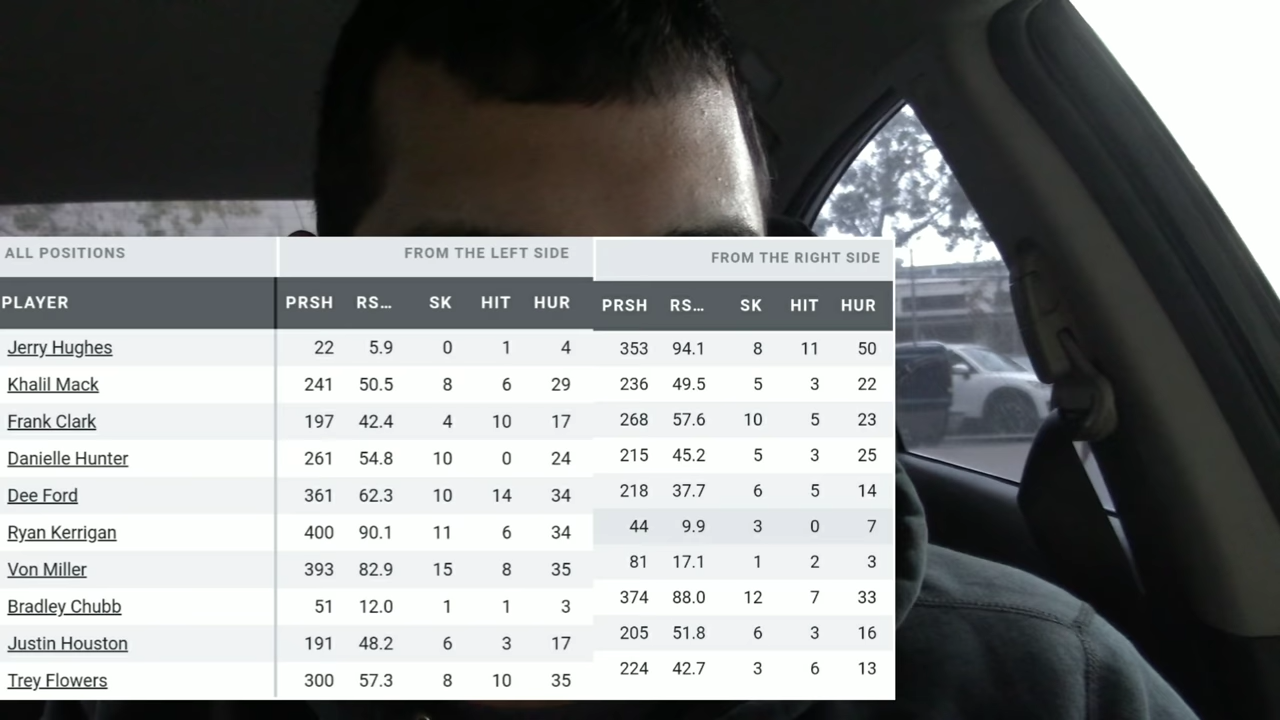 ALL POSITIONS FROM THE LEFT SIDE FROM THE RIGHT SIDE
PLAYER PRSH RS... SK HIT HUR PRSH RS... SK HIT HUR
Jerry Hughes 22 5.9 0 1 4 353 94.1 8 11 50
Khalil Mack 241 50.5 8 6 29 236 49.5 5 3 22
Frank Clark 197 42.4 4 10 17 268 57.6 10 5 23
Danielle Hunter 261 54.8 10 0 24 215 45.2 5 3 25
Dee Ford 361 62.3 10 14 34 218 37.7 6 5 14
Ryan Kerrigan 400 90.1 11 6 34 44 9.9 3 0 7
Von Miller 393 82.9 15 8 35 81 17.1 1 2 3
Bradley Chubb 51 12.0 1 1 3 374 88.0 12 7 33
Justin Houston 191 48.2 6 3 17 205 51.8 6 3 16
Trey Flowers 300 57.3 8 10 35 224 42.7 3 6 13